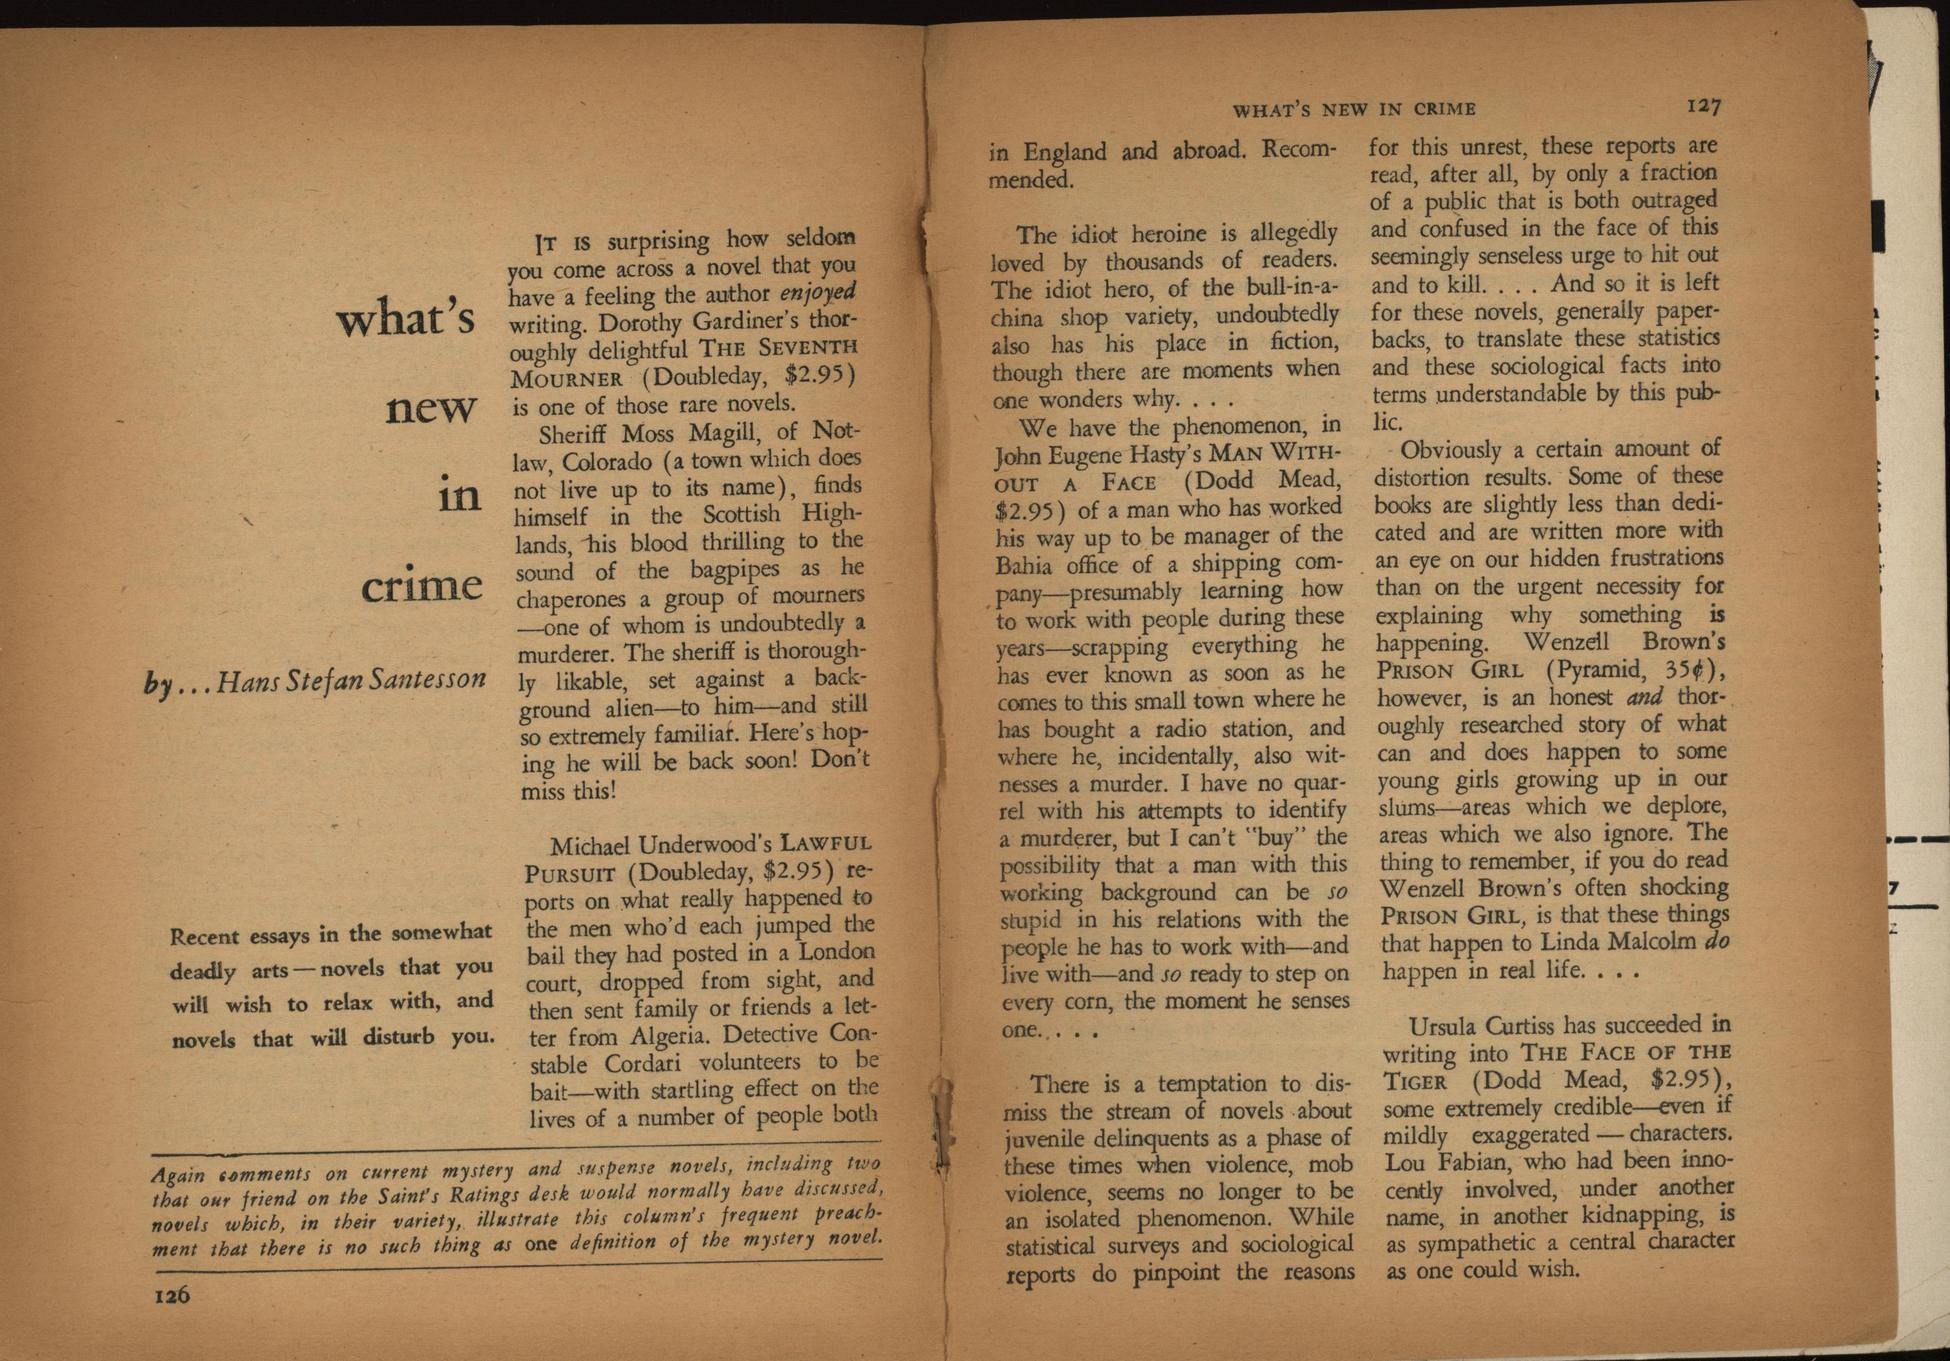 what's
new
in
crime
by... Hans Stefan Santesson
Recent essays in the somewhat
deadly arts—novels that you
will wish to relax with, and
novels that will disturb you.
IT IS surprising how seldom
you come across a novel that you
have a feeling the author enjoyed
writing. Dorothy Gardiner's thor-
oughly delightful THE SEVENTH
MOURNER (Doubleday, $2.95)
is one of those rare novels.
Sheriff Moss Magill, of Not-
law, Colorado (a town which does
not live up to its name), finds
himself in the Scottish High-
lands, his blood thrilling to the
sound of the bagpipes as he
chaperones a group of mourners
—one of whom is undoubtedly a
murderer. The sheriff is thorough-
ly likable, set against a back-
ground alien—to him—and still
so extremely familiar. Here's hop-
ing he will be back soon! Don't
miss this!
Michael Underwood's LAWFUL
PURSUIT (Doubleday, $2.95) re-
ports on what really happened to
the men who'd each jumped the
bail they had posted in a London
court, dropped from sight, and
then sent family or friends a let-
ter from Algeria. Detective Con-
stable Cordari volunteers to be
bait—with startling effect on the
lives of a number of people both
Again comments on current mystery and suspense novels, including two
that our friend on the Saint's Ratings desk would normally have discussed,
novels which, in their variety, illustrate this column's frequent preach-
ment that there is no such thing as one definition of the mystery novel.
126
WHAT'S NEW IN CRIME 127
in England and abroad. Recom-
mended.
The idiot heroine is allegedly
loved by thousands of readers.
The idiot hero, of the bull-in-a-
china shop variety, undoubtedly
also has his place in fiction,
though there are moments when
one wonders why. . . .
We have the phenomenon, in
John Eugene Hasty's MAN WITH-
OUT A FACE (Dodd Mead,
$2.95) of a man who has worked
his way up to be manager of the
Bahia office of a shipping com-
pany—presumably learning how
to work with people during these
years—scrapping everything he
has ever known as soon as he
comes to this small town where he
has bought a radio station, and
where he, incidentally, also wit-
nesses a murder. I have no quar-
rel with his attempts to identify
a murderer, but I can't "buy" the
possibility that a man with this
working background can be so
stupid in his relations with the
people he has to work with—and
live with—and so ready to step on
every corn, the moment he senses
one. . . .
There is a temptation to dis-
miss the stream of novels about
juvenile delinquents as a phase of
these times when violence, mob
violence, seems no longer to be
an isolated phenomenon. While
statistical surveys and sociological
reports do pinpoint the reasons
for this unrest, these reports are
read, after all, by only a fraction
of a public that is both outraged
and confused in the face of this
seemingly senseless urge to hit out
and to kill. . . . And so it is left
for these novels, generally paper-
backs, to translate these statistics
and these sociological facts into
terms understandable by this pub-
lic.
Obviously a certain amount of
distortion results. Some of these
books are slightly less than dedi-
cated and are written more with
an eye on our hidden frustrations
than on the urgent necessity for
explaining why something is
happening. Wenzell Brown's
PRISON GIRL (Pyramid, 35¢),
however, is an honest and thor-
oughly researched story of what
can and does happen to some
young girls growing up in our
slums—areas which we deplore,
areas which we also ignore. The
thing to remember, if you do read
Wenzell Brown's often shocking
PRISON GIRL, is that these things
that happen to Linda Malcolm do
happen in real life. . . .
Ursula Curtiss has succeeded in
writing into THE FACE OF THE
TIGER (Dodd Mead, $2.95),
some extremely credible—even if
mildly exaggerated — characters.
Lou Fabian, who had been inno-
cently involved, under another
name, in another kidnapping, is
as sympathetic a central character
as one could wish.
7